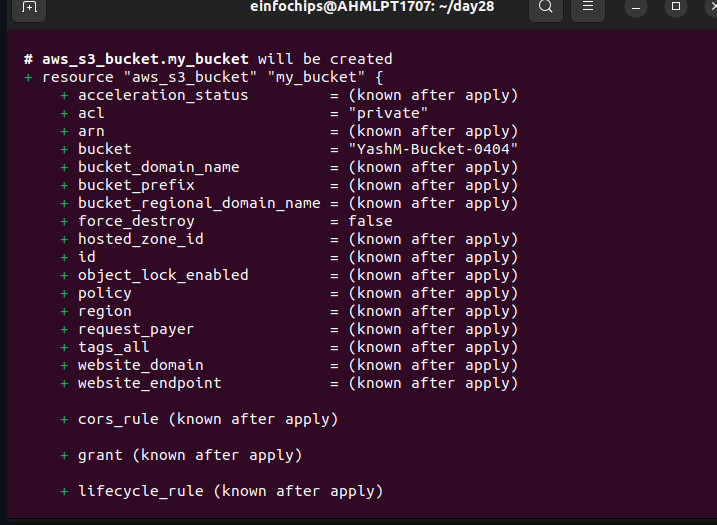 einfochips@AHMLPT1707: ~/day28
# aws_s3_bucket.my_bucket will be created
+ resource "aws_s3_bucket" "my_bucket" {
+ acceleration_status = (known after apply)
+ acl = "private"
+ arn = (known after apply)
+ bucket = "YashM-Bucket-0404"
+ bucket_domain_name = (known after apply)
+ bucket_prefix = (known after apply)
+ bucket_regional_domain_name = (known after apply)
+ force_destroy = false
+ hosted_zone_id = (known after apply)
+ id = (known after apply)
+ object_lock_enabled = (known after apply)
+ policy = (known after apply)
+ region = (known after apply)
+ request_payer = (known after apply)
+ tags_all = (known after apply)
+ website_domain = (known after apply)
+ website_endpoint = (known after apply)
+ cors_rule (known after apply)
+ grant (known after apply)
+ lifecycle_rule (known after apply)